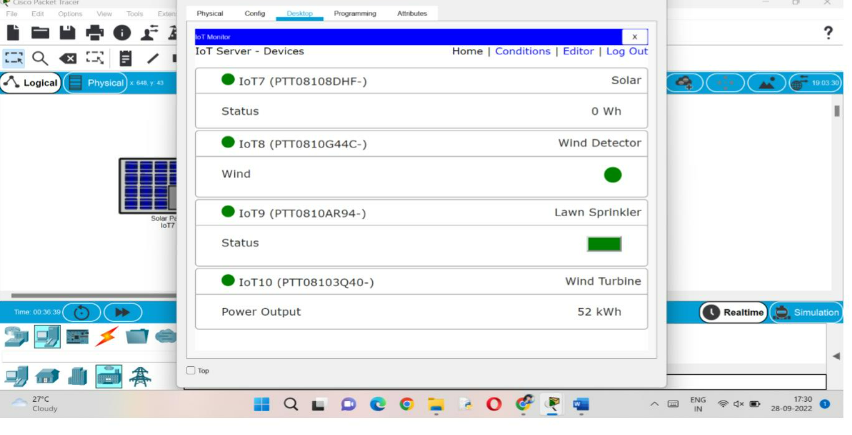 Cisco Packet Tracer
File Edit Options View Tools Exten
Physical Config Desktop Programming Attributes
IoT Monitor X
IoT Server - Devices Home | Conditions | Editor | Log Out
Logical Physical x: 648, y: 43 19:03:30
IoT7 (PTT08108DHF-) Solar
Status 0 Wh
IoT8 (PTT0810G44C-) Wind Detector
Wind
IoT9 (PTT0810AR94-) Lawn Sprinkler
Status
IoT10 (PTT08103Q40-) Wind Turbine
Power Output 52 kWh
Solar Pa
IoT7
Time: 00:36:39 Realtime Simulation
Top
27°C
Cloudy
ENG
IN
17:30
28-09-2022